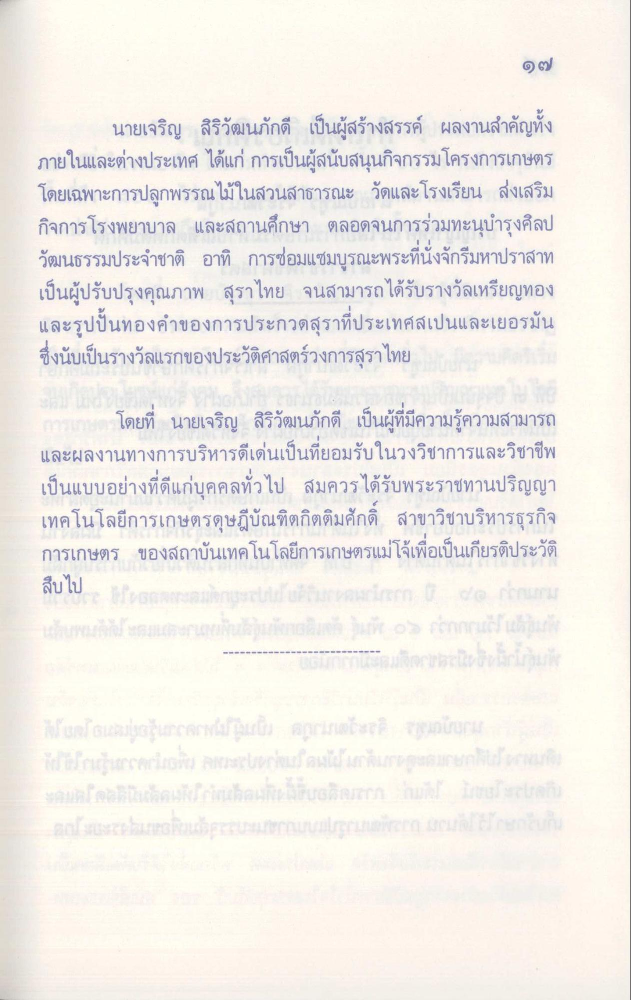 ๑๗
นายเจริญ สิริวัฒนภักดี เป็นผู้สร้างสรรค์ ผลงานสำคัญทั้ง
ภายในและต่างประเทศ ได้แก่ การเป็นผู้สนับสนุนกิจกรรมโครงการเกษตร
โดยเฉพาะการปลูกพรรณไม้ในสวนสาธารณะ วัดและโรงเรียน ส่งเสริม
กิจการโรงพยาบาล และสถานศึกษา ตลอดจนการร่วมทะนุบำรุงศิลป
วัฒนธรรมประจำชาติ อาทิ การซ่อมแซมบูรณะพระที่นั่งจักรีมหาปราสาท
เป็นผู้ปรับปรุงคุณภาพ สุราไทย จนสามารถได้รับรางวัลเหรียญทอง
และรูปปั้นทองคำของการประกวดสุราที่ประเทศสเปนและเยอรมัน
ซึ่งนับเป็นรางวัลแรกของประวัติศาสตร์วงการสุราไทย
โดยที่ นายเจริญ สิริวัฒนภักดี เป็นผู้ที่มีความรู้ความสามารถ
และผลงานทางการบริหารดีเด่นเป็นที่ยอมรับในวงวิชาการและวิชาชีพ
เป็นแบบอย่างที่ดีแก่บุคคลทั่วไป สมควรได้รับพระราชทานปริญญา
เทคโนโลยีการเกษตรดุษฎีบัณฑิตกิตติมศักดิ์ สาขาวิชาบริหารธุรกิจ
การเกษตร ของสถาบันเทคโนโลยีการเกษตรแม่โจ้เพื่อเป็นเกียรติประวัติ
สืบไป
----------------------------